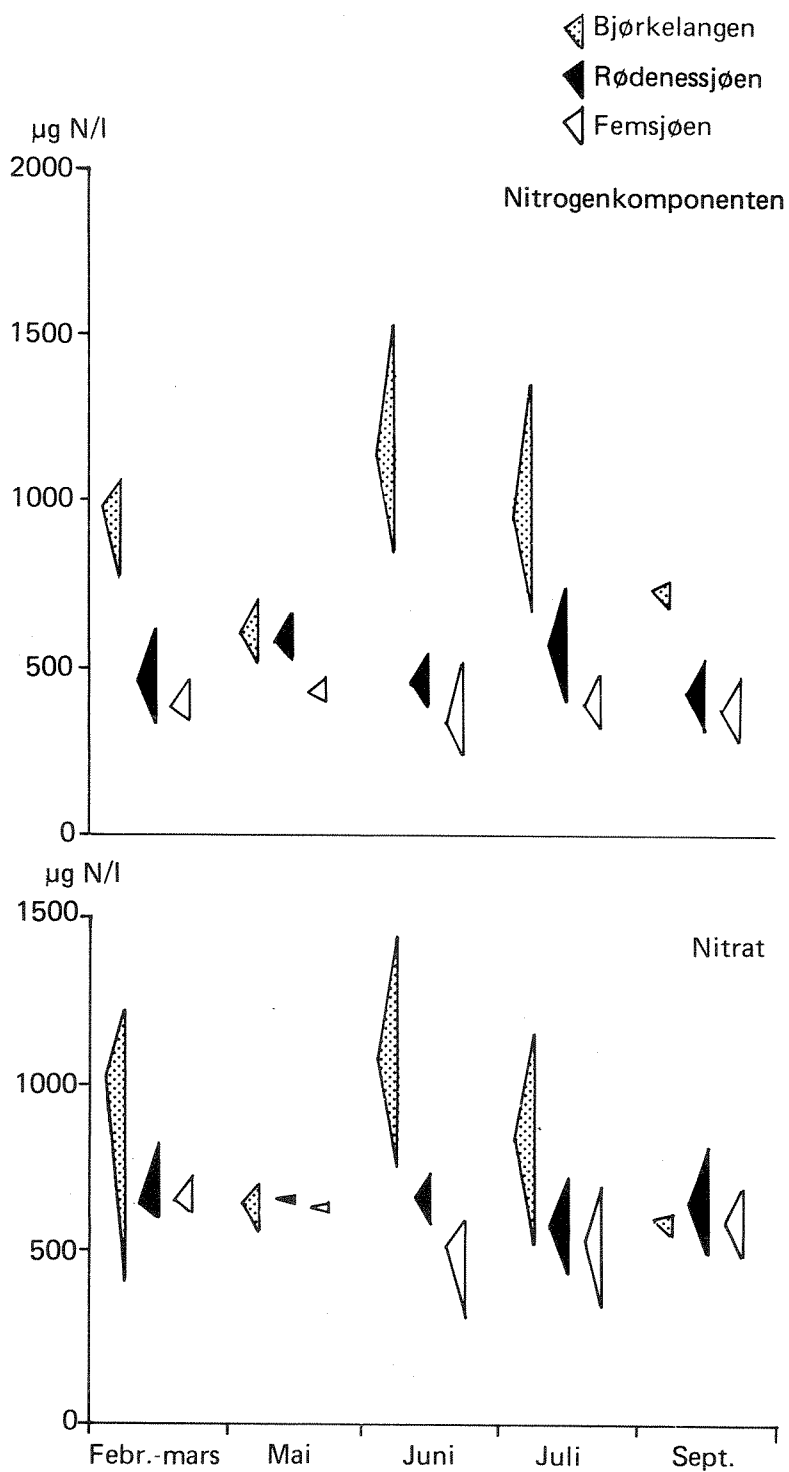 Bjørkelangen
Rødenessjøen
Femsjøen
µg N/l
2000
Nitrogenkomponenten
1500
1000
500
0
µg N/l
1500
Nitrat
1000
500
0
Febr.-mars Mai Juni Juli Sept.